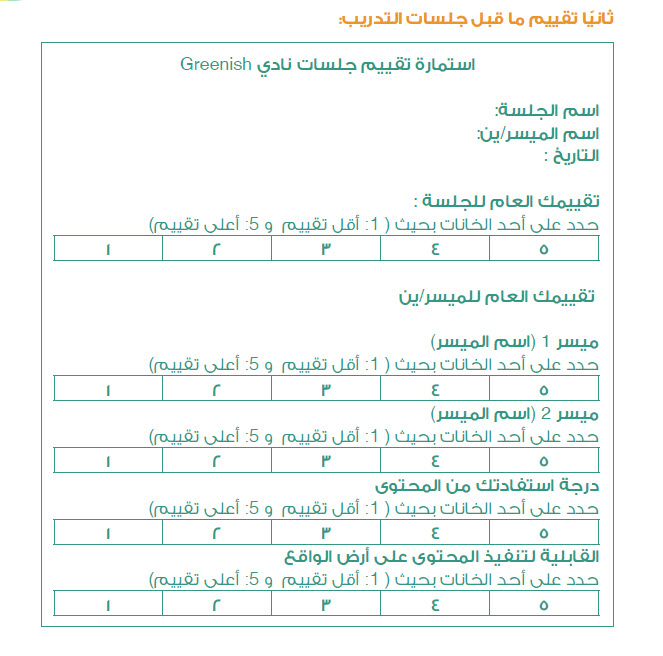 ثانيًا تقييم ما قبل جلسات التدريب:
استمارة تقييم جلسات نادي Greenish
اسم الجلسة:
اسم الميسر/ين:
التاريخ :
تقييمك العام للجلسة :
حدد على أحد الخانات بحيث ( 1: أقل تقييم و 5: أعلى تقييم)
٥ ٤ ٣ ٢ ١
تقييمك العام للميسر/ين
ميسر 1 (اسم الميسر)
حدد على أحد الخانات بحيث ( 1: أقل تقييم و 5: أعلى تقييم)
٥ ٤ ٣ ٢ ١
ميسر 2 (اسم الميسر)
حدد على أحد الخانات بحيث ( 1: أقل تقييم و 5: أعلى تقييم)
٥ ٤ ٣ ٢ ١
درجة استفادتك من المحتوى
حدد على أحد الخانات بحيث ( 1: أقل تقييم و 5: أعلى تقييم)
٥ ٤ ٣ ٢ ١
القابلية لتنفيذ المحتوى على أرض الواقع
حدد على أحد الخانات بحيث ( 1: أقل تقييم و 5: أعلى تقييم)
٥ ٤ ٣ ٢ ١